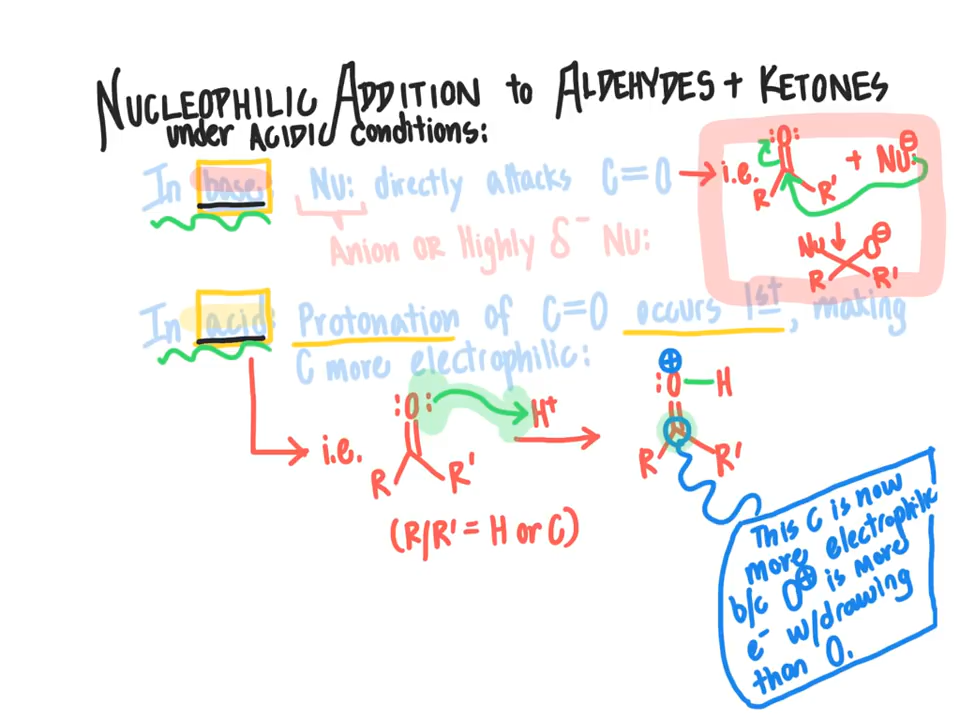 NUCLEOPHILIC ADDITION to ALDEHYDES + KETONES
under ACIDIC conditions:
In base: Nu: directly attacks C=O → i.e.
:O:
R R' + Nu:⊖
Anion OR Highly δ⁻ Nu:
Nu O⊖
R R'
In acid: Protonation of C=O occurs 1st, making
C more electrophilic:
i.e.
:O: H⁺
R R'
⊕
:O—H
R R'
(R/R' = H or C)
This C is now
more electrophilic
b/c O⊕ is more
e⁻ w/drawing
than O.